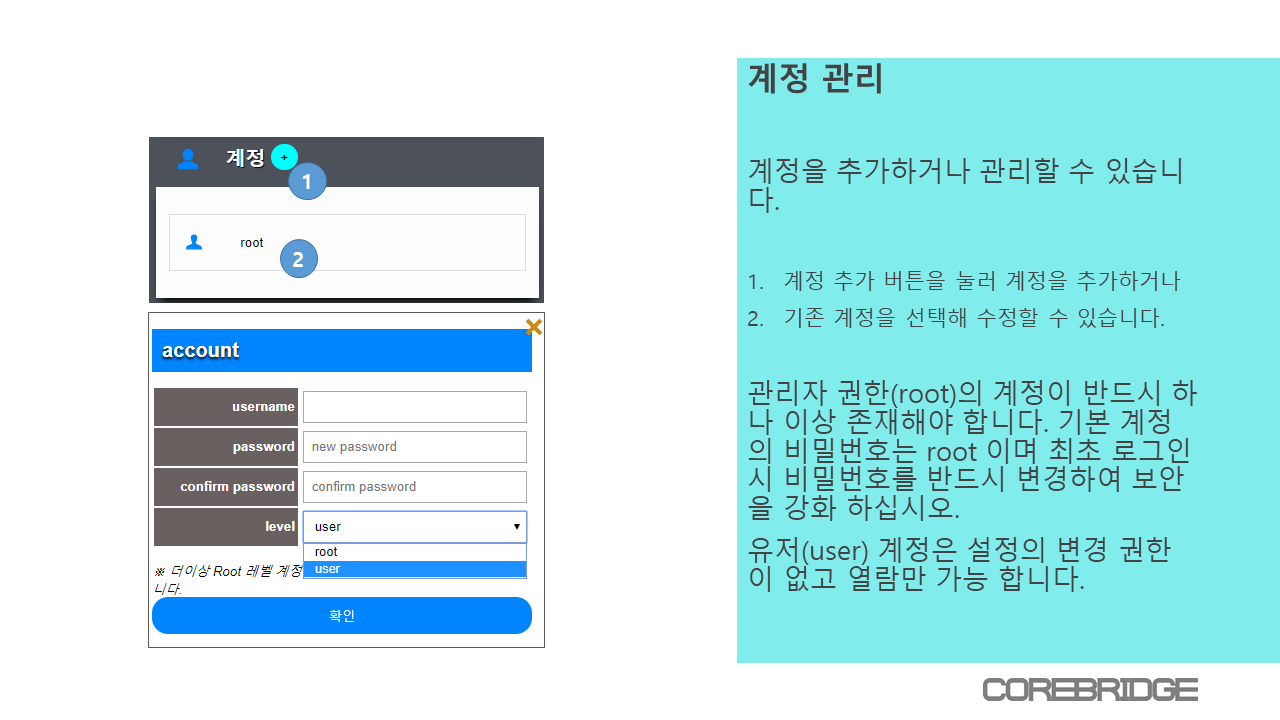 계정 +
1
root
2
account
username
password new password
confirm password confirm password
level user
root
user
※ 더이상 Root 레벨 계정
니다.
확인
계정 관리
계정을 추가하거나 관리할 수 있습니
다.
1. 계정 추가 버튼을 눌러 계정을 추가하거나
2. 기존 계정을 선택해 수정할 수 있습니다.
관리자 권한(root)의 계정이 반드시 하
나 이상 존재해야 합니다. 기본 계정
의 비밀번호는 root 이며 최초 로그인
시 비밀번호를 반드시 변경하여 보안
을 강화 하십시오.
유저(user) 계정은 설정의 변경 권한
이 없고 열람만 가능 합니다.
COREBRIDGE